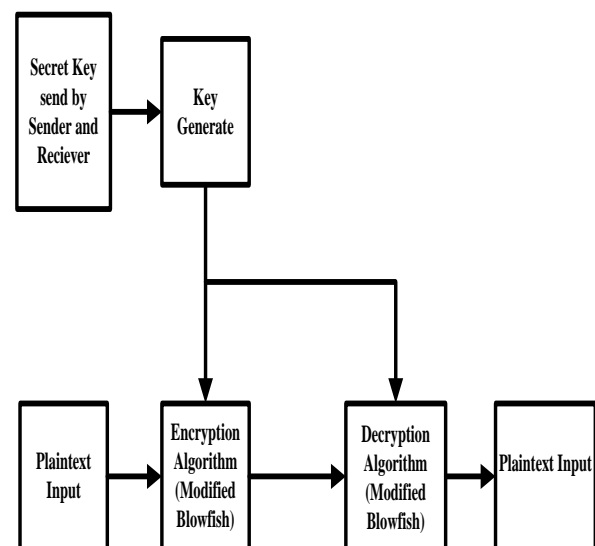 Secret Key
send by
Sender and
Reciever
Key
Generate
Plaintext
Input
Encryption
Algorithm
(Modified
Blowfish)
Decryption
Algorithm
(Modified
Blowfish)
Plaintext Input